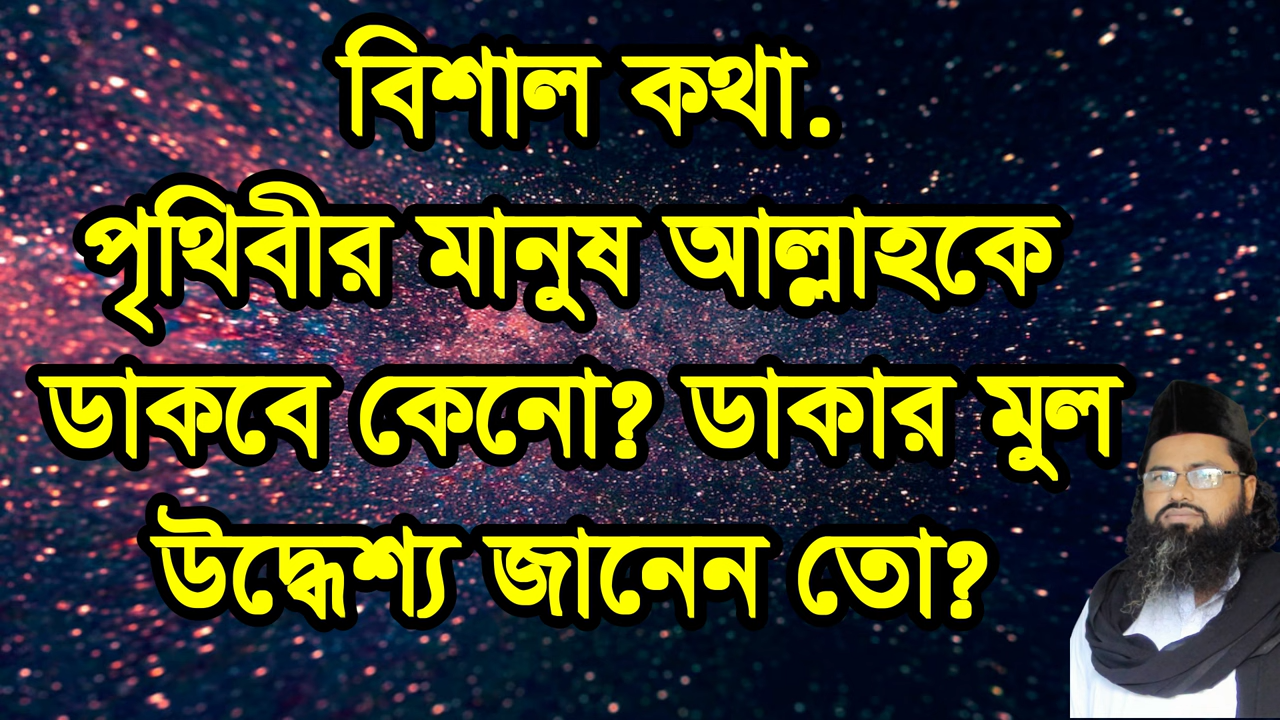 বিশাল কথা.
পৃথিবীর মানুষ আল্লাহকে
ডাকবে কেনো? ডাকার মুল
উদ্ধেশ্য জানেন তো?